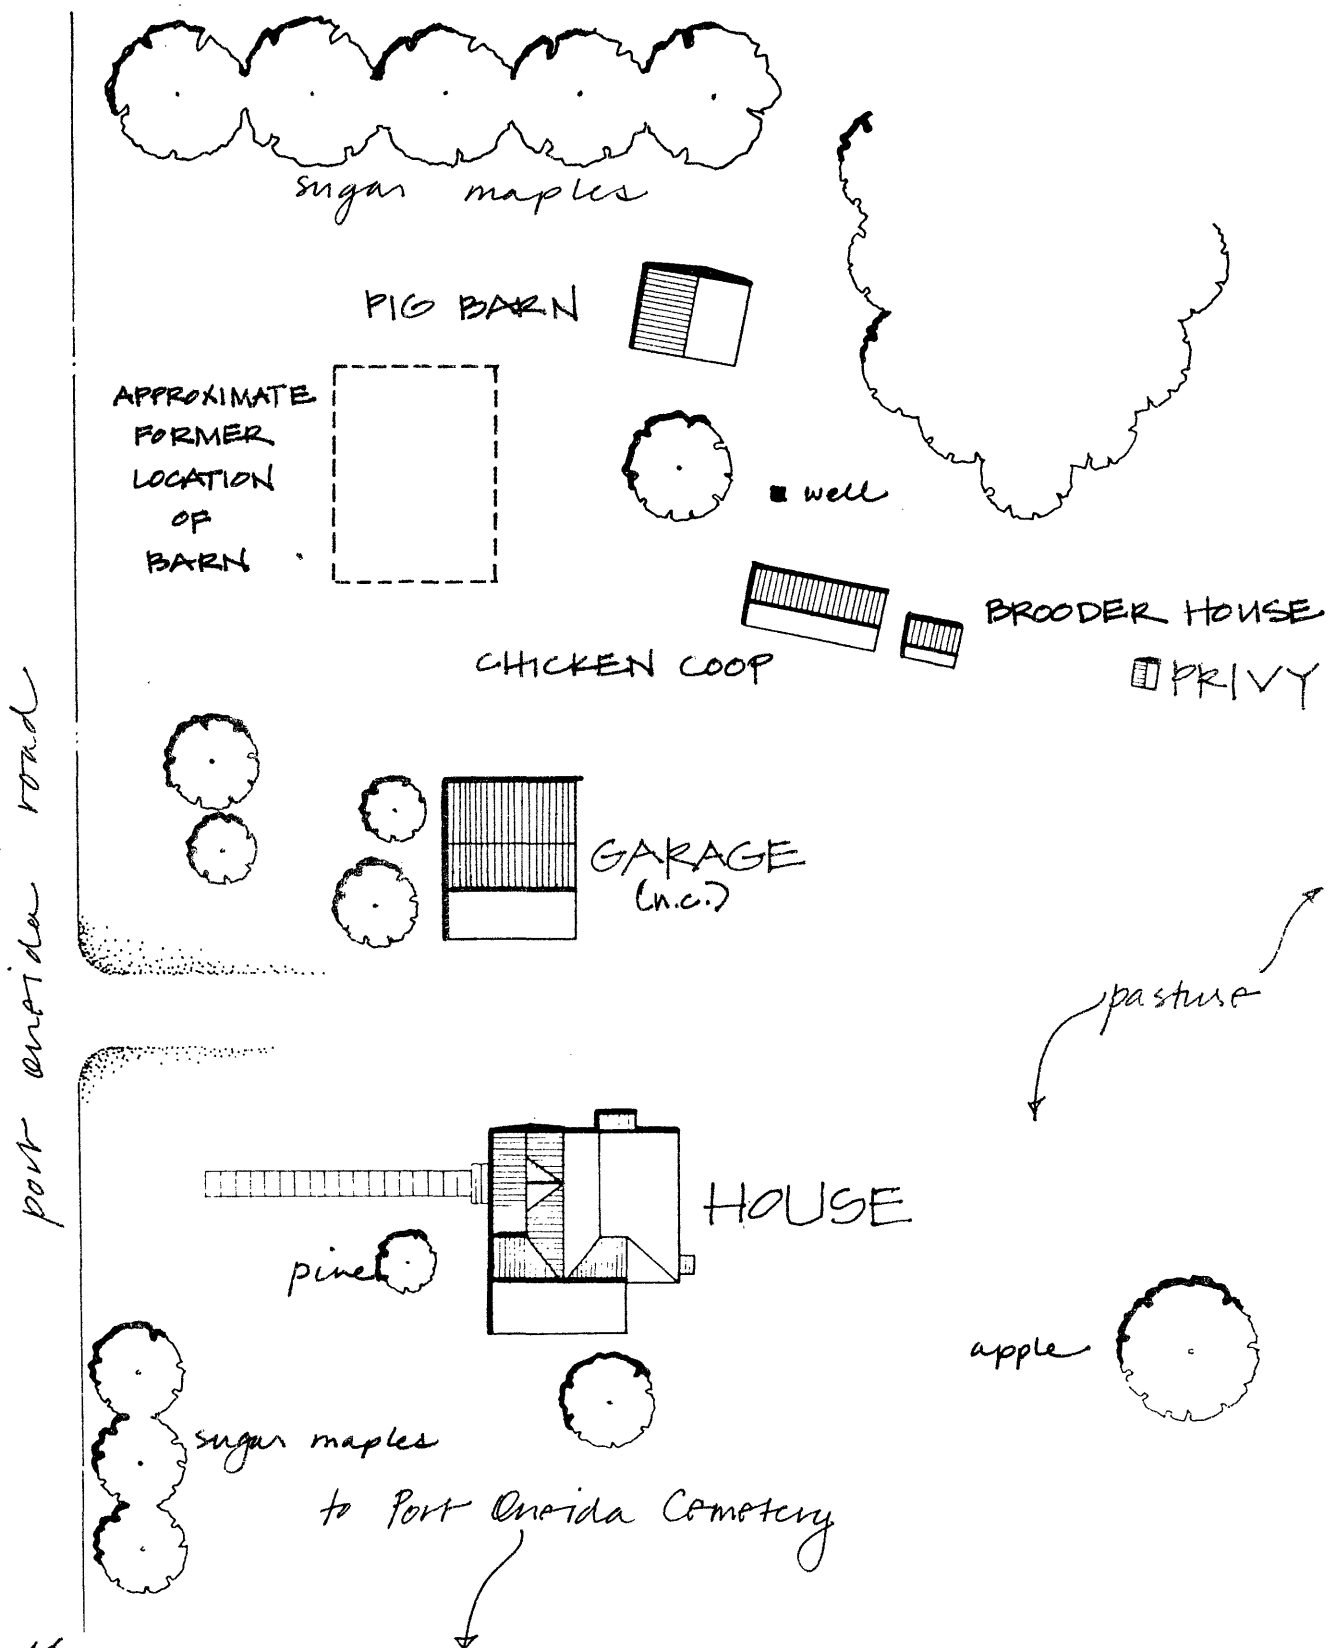 sugar maples
PIG BARN
APPROXIMATE
FORMER
LOCATION
OF
BARN
well
BROODER HOUSE
CHICKEN COOP
PRIVY
port oneida road
GARAGE
(n.c.)
pasture
HOUSE
pine
apple
sugar maples
to Port Oneida Cemetery